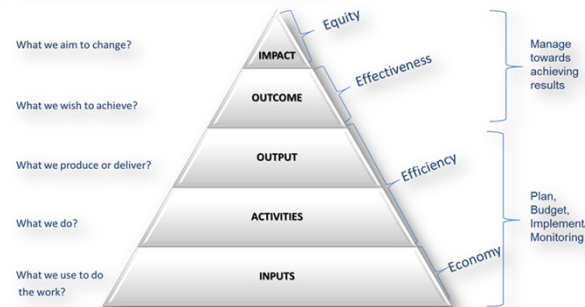 What we aim to change?
IMPACT
Equity
What we wish to achieve?
OUTCOME
Effectiveness
Manage
towards
achieving
results
What we produce or deliver?
OUTPUT
Efficiency
What we do?
ACTIVITIES
Plan,
Budget,
Implement
Monitoring
What we use to do
the work?
INPUTS
Economy